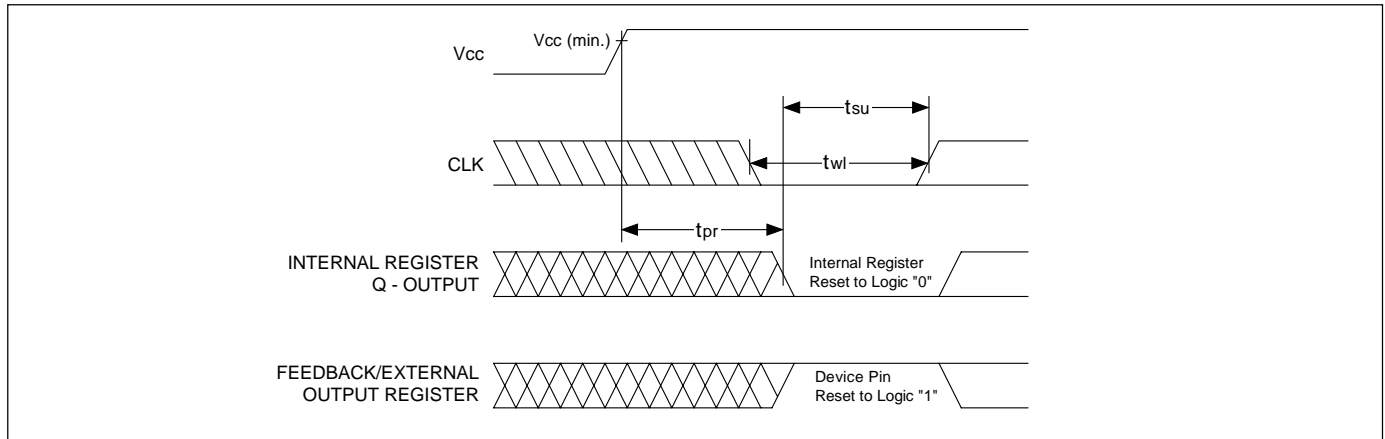 Vcc
Vcc (min.)
tsu
CLK
twl
tpr
INTERNAL REGISTER
Q - OUTPUT
Internal Register
Reset to Logic "0"
FEEDBACK/EXTERNAL
OUTPUT REGISTER
Device Pin
Reset to Logic "1"